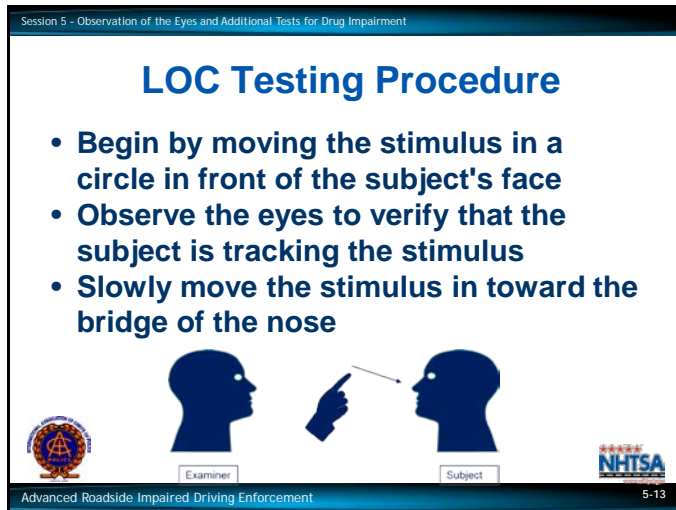 Session 5 - Observation of the Eyes and Additional Tests for Drug Impairment
LOC Testing Procedure
• Begin by moving the stimulus in a
circle in front of the subject's face
• Observe the eyes to verify that the
subject is tracking the stimulus
• Slowly move the stimulus in toward the
bridge of the nose
Examiner
Subject
NHTSA
Advanced Roadside Impaired Driving Enforcement
5-13